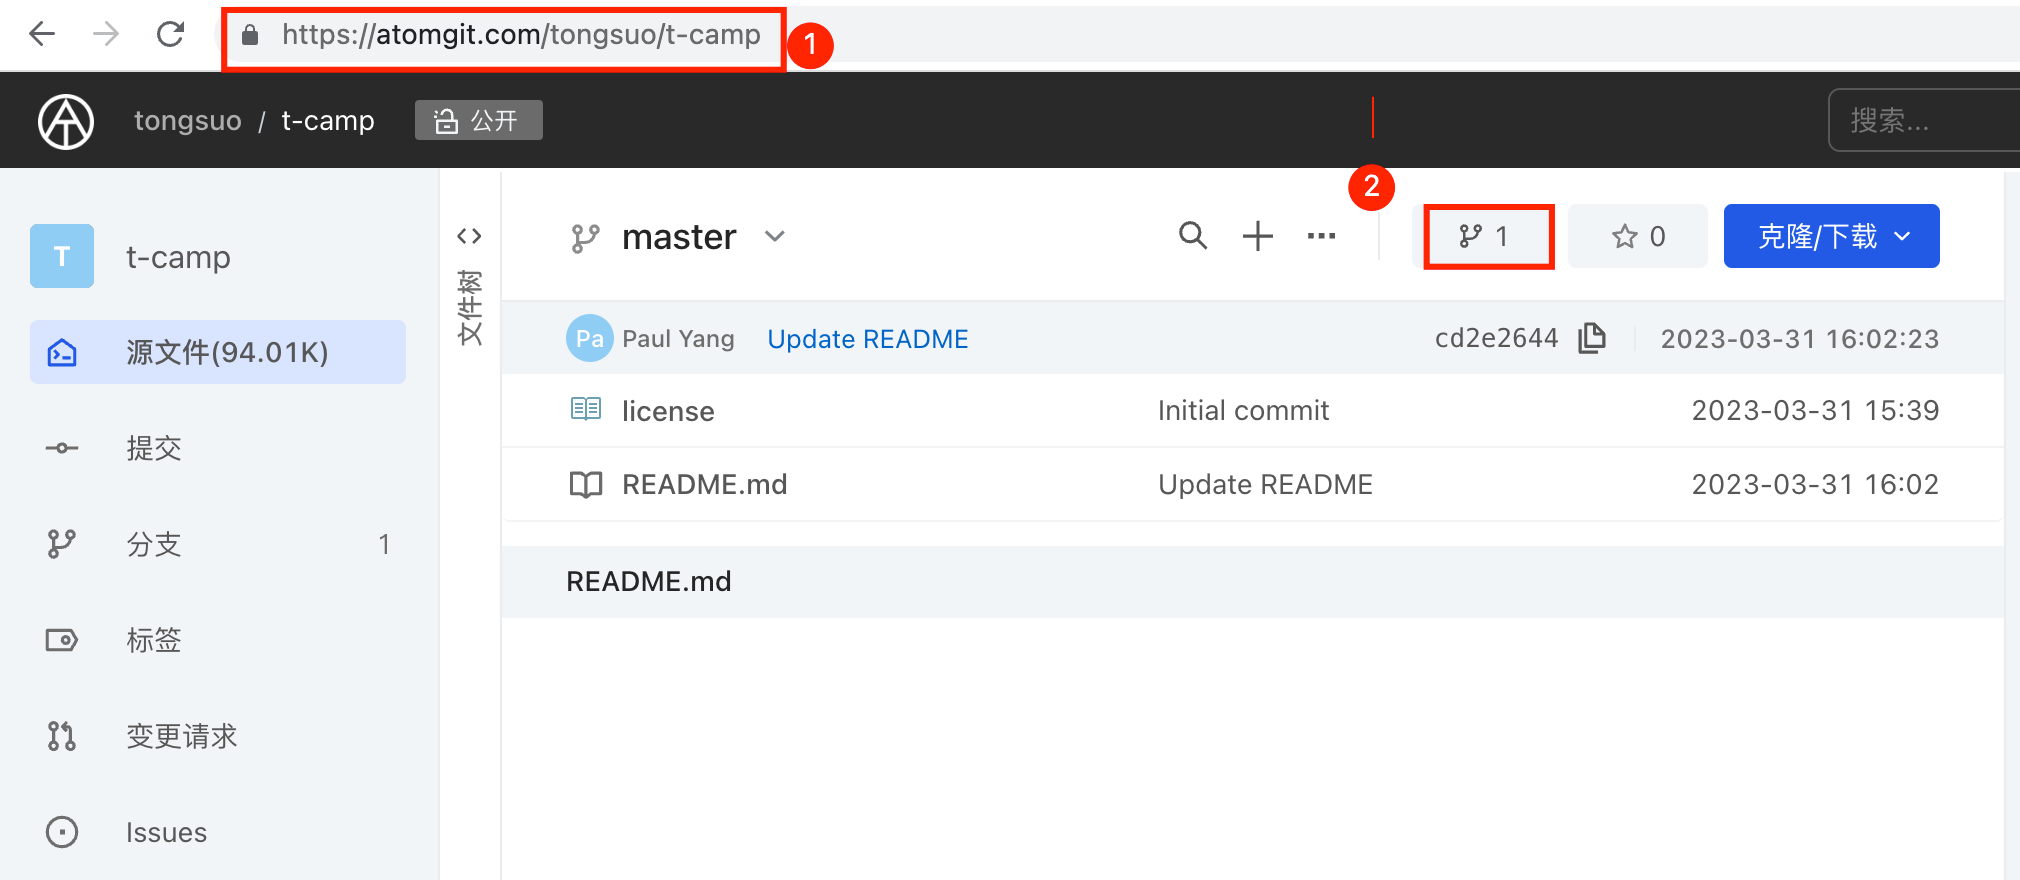 https://atomgit.com/tongsuo/t-camp
1
tongsuo / t-camp
公开
搜索...
2
T
t-camp
文件树
master
1
0
克隆/下载
源文件(94.01K)
Pa
Paul Yang
Update README
cd2e2644
2023-03-31 16:02:23
license
Initial commit
2023-03-31 15:39
提交
README.md
Update README
2023-03-31 16:02
分支
1
README.md
标签
变更请求
Issues